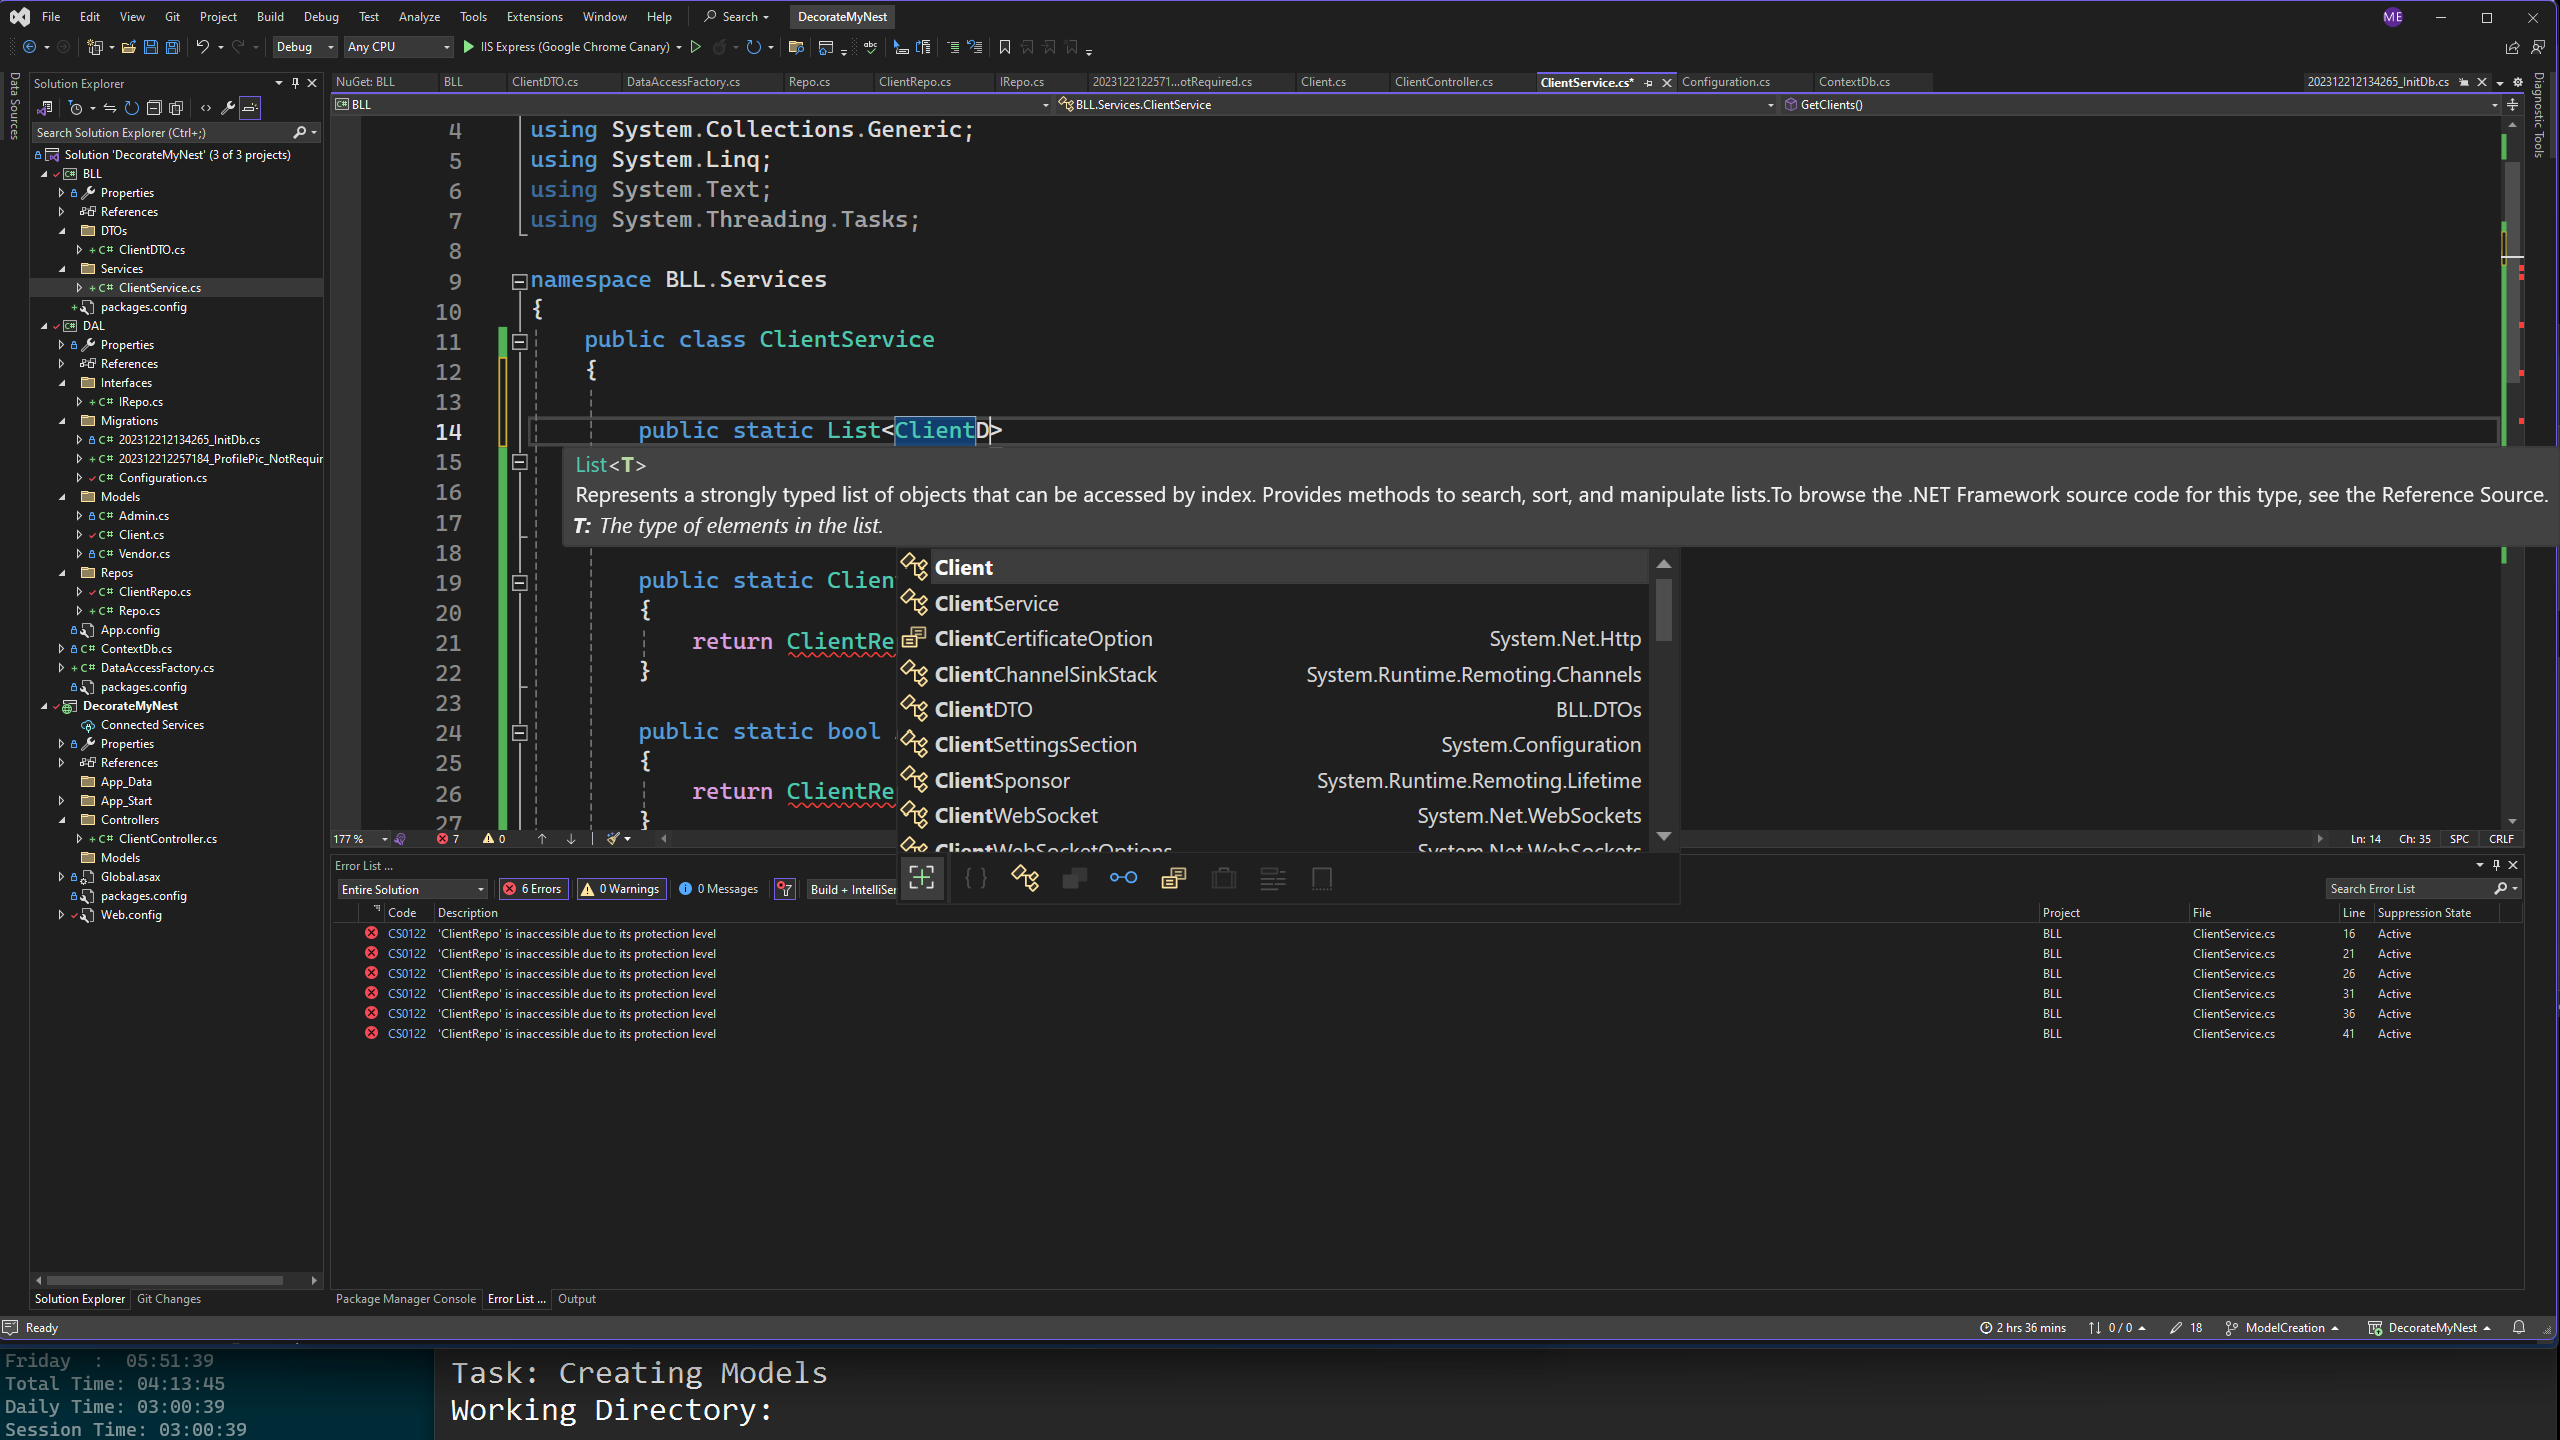 File Edit View Git Project Build Debug Test Analyze Tools Extensions Window Help Search DecorateMyNest ME
Debug Any CPU IIS Express (Google Chrome Canary)
Data Sources
Solution Explorer
Search Solution Explorer (Ctrl+;)
Solution 'DecorateMyNest' (3 of 3 projects)
BLL
Properties
References
DTOs
C# ClientDTO.cs
Services
C# ClientService.cs
packages.config
DAL
Properties
References
Interfaces
C# IRepo.cs
Migrations
C# 202312212134265_InitDb.cs
C# 202312212257184_ProfilePic_NotRequir
C# Configuration.cs
Models
C# Admin.cs
C# Client.cs
C# Vendor.cs
Repos
C# ClientRepo.cs
C# Repo.cs
App.config
C# ContextDb.cs
C# DataAccessFactory.cs
packages.config
DecorateMyNest
Connected Services
Properties
References
App_Data
App_Start
Controllers
C# ClientController.cs
Models
Global.asax
packages.config
Web.config
Solution Explorer Git Changes
NuGet: BLL BLL ClientDTO.cs DataAccessFactory.cs Repo.cs ClientRepo.cs IRepo.cs 2023122122571...otRequired.cs Client.cs ClientController.cs ClientService.cs* Configuration.cs ContextDb.cs 202312212134265_InitDb.cs
BLL BLL.Services.ClientService GetClients()
Diagnostic Tools
4 using System.Collections.Generic;
5 using System.Linq;
6 using System.Text;
7 using System.Threading.Tasks;
8
9 namespace BLL.Services
10 {
11 public class ClientService
12 {
13
14 public static List<ClientD>
15
16
17
18
19 public static Clien
20 {
21 return ClientRe
22 }
23
24 public static bool
25 {
26 return ClientRe
27 }
List<T>
Represents a strongly typed list of objects that can be accessed by index. Provides methods to search, sort, and manipulate lists.To browse the .NET Framework source code for this type, see the Reference Source.
T: The type of elements in the list.
Client
ClientService
ClientCertificateOption System.Net.Http
ClientChannelSinkStack System.Runtime.Remoting.Channels
ClientDTO BLL.DTOs
ClientSettingsSection System.Configuration
ClientSponsor System.Runtime.Remoting.Lifetime
ClientWebSocket System.Net.WebSockets
ClientWebSocketOptions System.Net.WebSockets
177 % 7 0 Ln: 14 Ch: 35 SPC CRLF
Error List ...
Entire Solution 6 Errors 0 Warnings 0 Messages Build + IntelliSen Search Error List
Code Description Project File Line Suppression State
CS0122 'ClientRepo' is inaccessible due to its protection level BLL ClientService.cs 16 Active
CS0122 'ClientRepo' is inaccessible due to its protection level BLL ClientService.cs 21 Active
CS0122 'ClientRepo' is inaccessible due to its protection level BLL ClientService.cs 26 Active
CS0122 'ClientRepo' is inaccessible due to its protection level BLL ClientService.cs 31 Active
CS0122 'ClientRepo' is inaccessible due to its protection level BLL ClientService.cs 36 Active
CS0122 'ClientRepo' is inaccessible due to its protection level BLL ClientService.cs 41 Active
Package Manager Console Error List ... Output
Ready 2 hrs 36 mins 0 / 0 18 ModelCreation DecorateMyNest
Friday : 05:51:39
Total Time: 04:13:45
Daily Time: 03:00:39
Session Time: 03:00:39
Task: Creating Models
Working Directory: